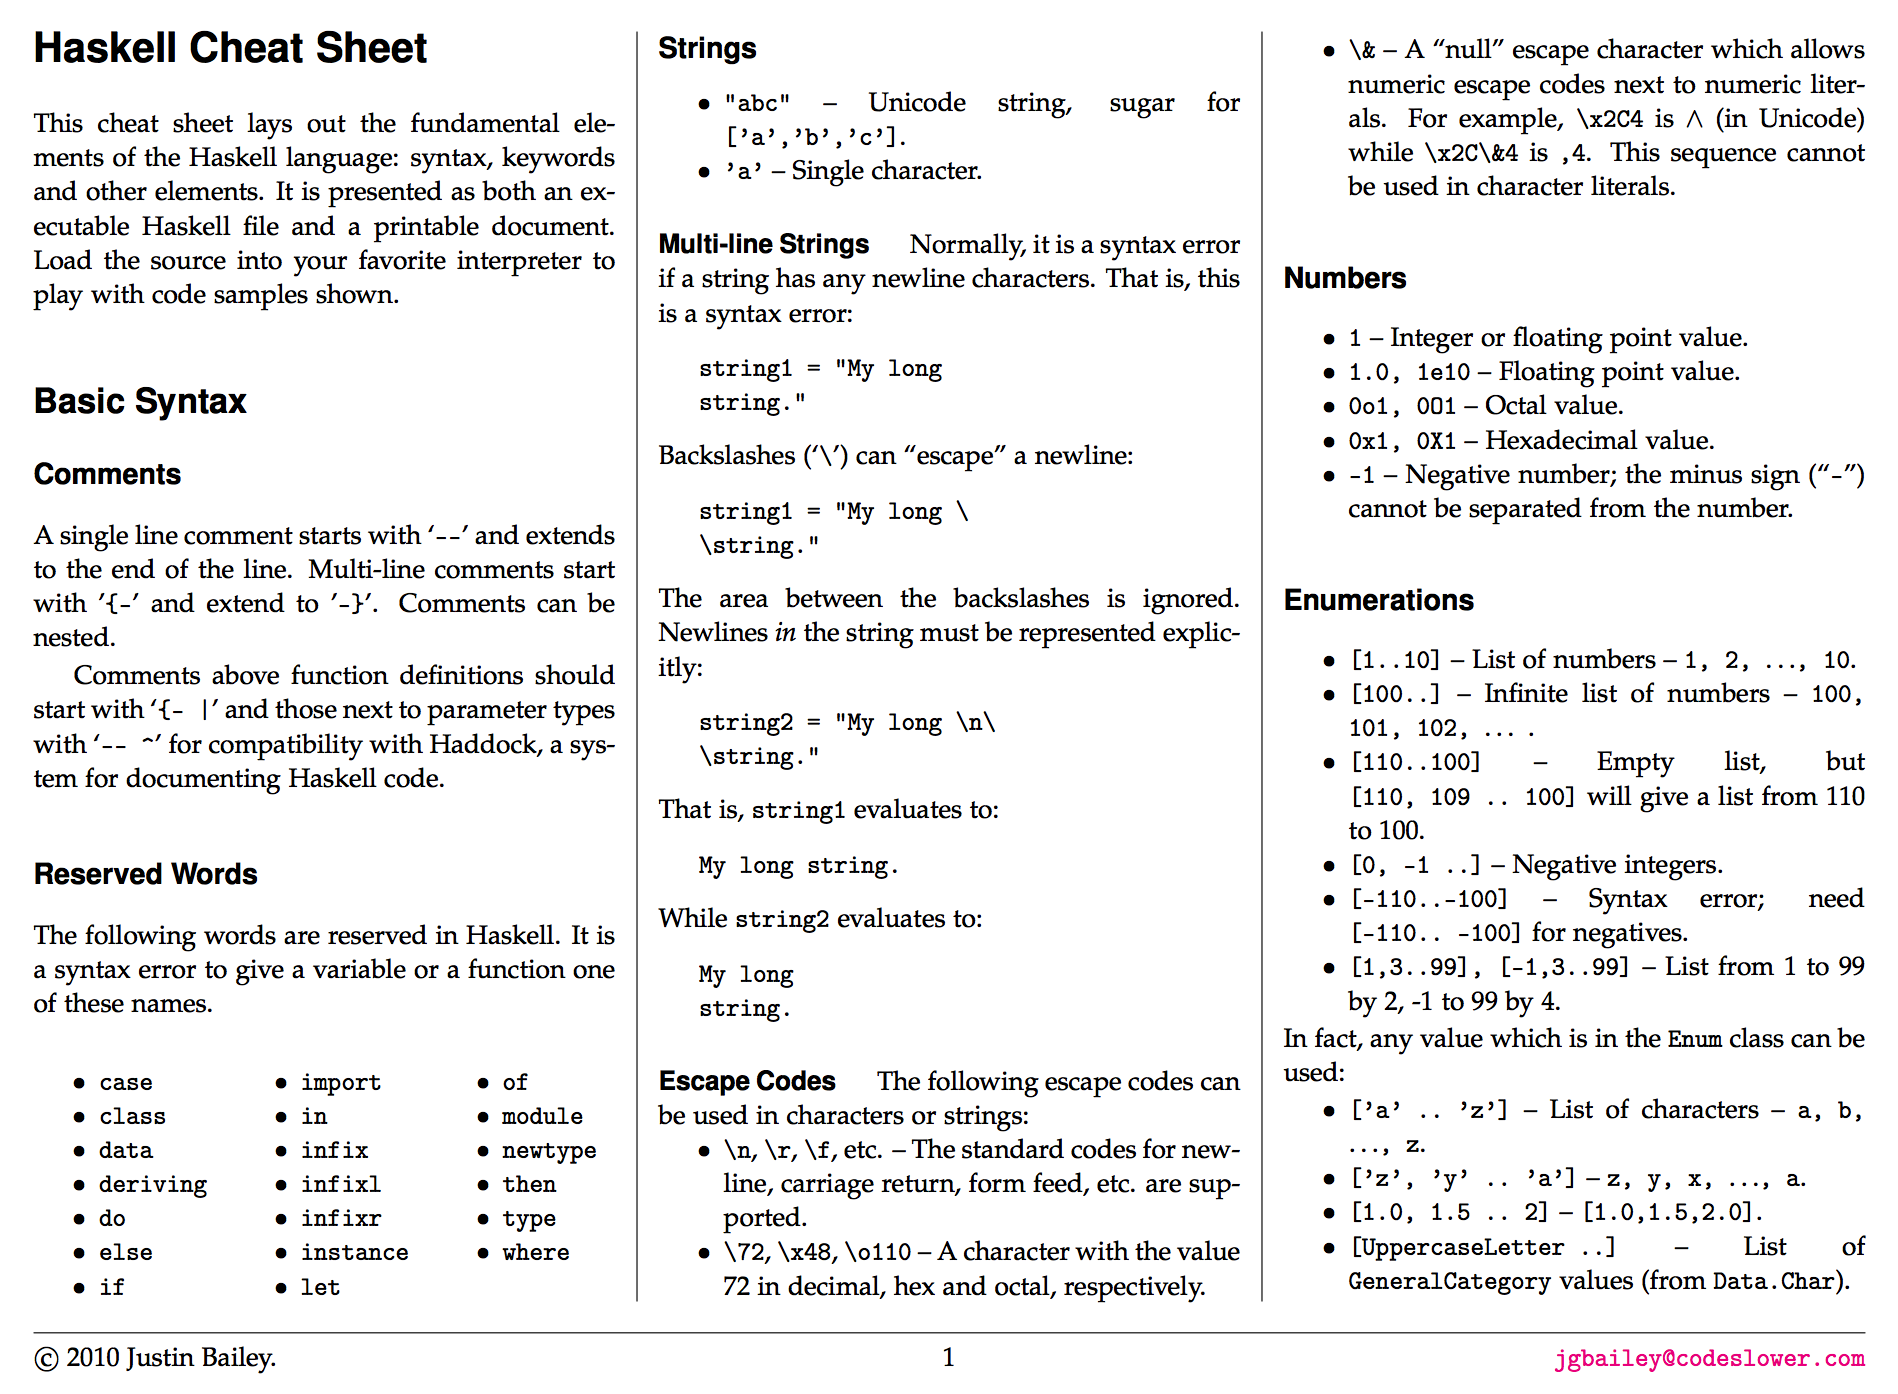 Haskell Cheat Sheet
This cheat sheet lays out the fundamental ele-
ments of the Haskell language: syntax, keywords
and other elements. It is presented as both an ex-
ecutable Haskell file and a printable document.
Load the source into your favorite interpreter to
play with code samples shown.
Basic Syntax
Comments
A single line comment starts with ‘--’ and extends
to the end of the line. Multi-line comments start
with ’{-’ and extend to ’-}’. Comments can be
nested.
Comments above function definitions should
start with ‘{- |’ and those next to parameter types
with ‘-- ^’ for compatibility with Haddock, a sys-
tem for documenting Haskell code.
Reserved Words
The following words are reserved in Haskell. It is
a syntax error to give a variable or a function one
of these names.
• case
• class
• data
• deriving
• do
• else
• if
• import
• in
• infix
• infixl
• infixr
• instance
• let
• of
• module
• newtype
• then
• type
• where
Strings
• "abc" – Unicode string, sugar for
[’a’,’b’,’c’].
• ’a’ – Single character.
Multi-line Strings Normally, it is a syntax error
if a string has any newline characters. That is, this
is a syntax error:
string1 = "My long
string."
Backslashes (‘\’) can “escape” a newline:
string1 = "My long \
\string."
The area between the backslashes is ignored.
Newlines in the string must be represented explic-
itly:
string2 = "My long \n\
\string."
That is, string1 evaluates to:
My long string.
While string2 evaluates to:
My long
string.
Escape Codes The following escape codes can
be used in characters or strings:
• \n, \r, \f, etc. – The standard codes for new-
line, carriage return, form feed, etc. are sup-
ported.
• \72, \x48, \o110 – A character with the value
72 in decimal, hex and octal, respectively.
• \& – A “null” escape character which allows
numeric escape codes next to numeric liter-
als. For example, \x2C4 is ∧ (in Unicode)
while \x2C\&4 is ,4. This sequence cannot
be used in character literals.
Numbers
• 1 – Integer or floating point value.
• 1.0, 1e10 – Floating point value.
• 0o1, 0O1 – Octal value.
• 0x1, 0X1 – Hexadecimal value.
• -1 – Negative number; the minus sign (“-”)
cannot be separated from the number.
Enumerations
• [1..10] – List of numbers – 1, 2, ..., 10.
• [100..] – Infinite list of numbers – 100,
101, 102, ... .
• [110..100] – Empty list, but
[110, 109 .. 100] will give a list from 110
to 100.
• [0, -1 ..] – Negative integers.
• [-110..-100] – Syntax error; need
[-110.. -100] for negatives.
• [1,3..99], [-1,3..99] – List from 1 to 99
by 2, -1 to 99 by 4.
In fact, any value which is in the Enum class can be
used:
• [’a’ .. ’z’] – List of characters – a, b,
..., z.
• [’z’, ’y’ .. ’a’] – z, y, x, ..., a.
• [1.0, 1.5 .. 2] – [1.0,1.5,2.0].
• [UppercaseLetter ..] – List of
GeneralCategory values (from Data.Char).
© 2010 Justin Bailey.
1
jgbailey@codeslower.com